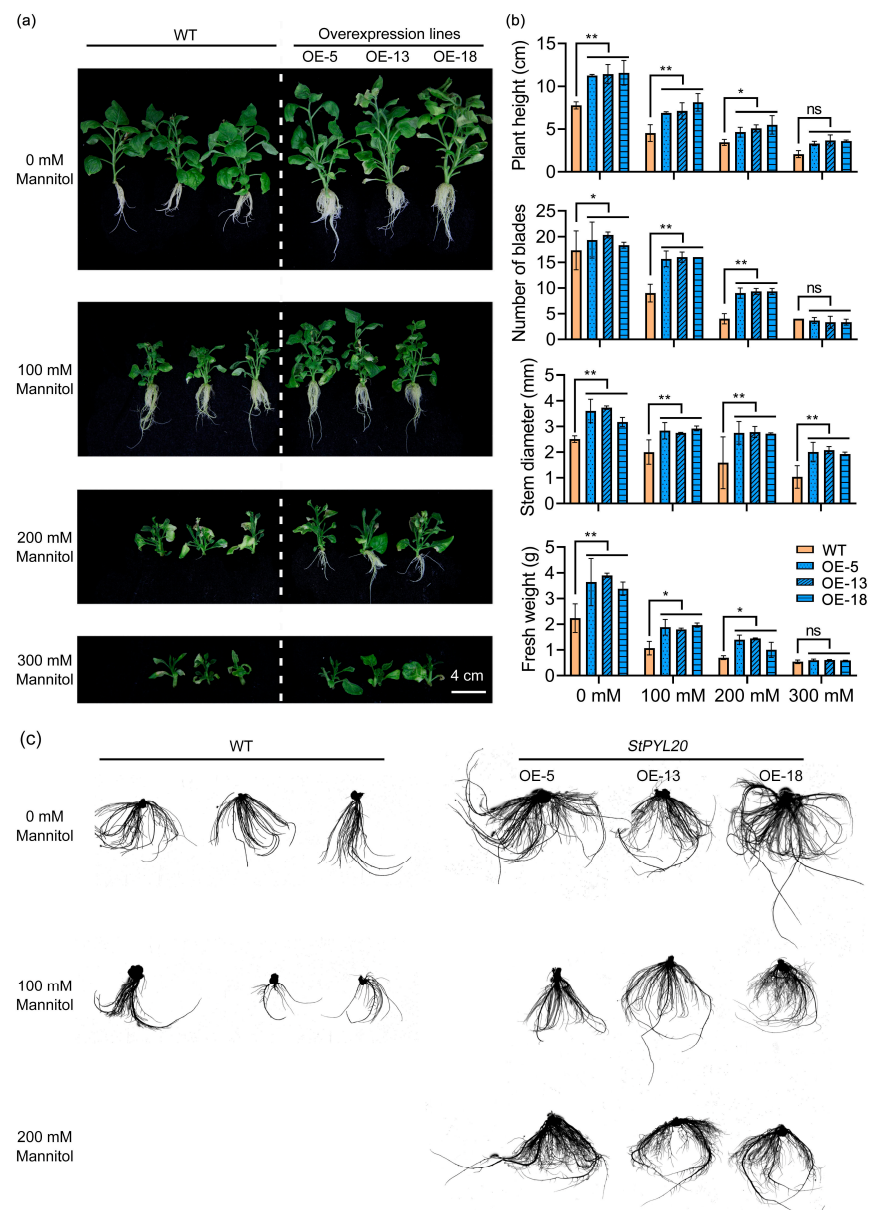 (a)
WT
Overexpression lines
OE-5 OE-13 OE-18
0 mM
Mannitol
100 mM
Mannitol
200 mM
Mannitol
300 mM
Mannitol
4 cm
(b)
Plant height (cm)
15
10
5
0
**
**
*
ns
Number of blades
25
20
15
10
5
0
*
**
**
ns
Stem diameter (mm)
5
4
3
2
1
0
**
**
**
**
Fresh weight (g)
5
4
3
2
1
0
**
*
*
ns
WT
OE-5
OE-13
OE-18
0 mM 100 mM 200 mM 300 mM
(c)
WT
StPYL20
OE-5 OE-13 OE-18
0 mM
Mannitol
100 mM
Mannitol
200 mM
Mannitol